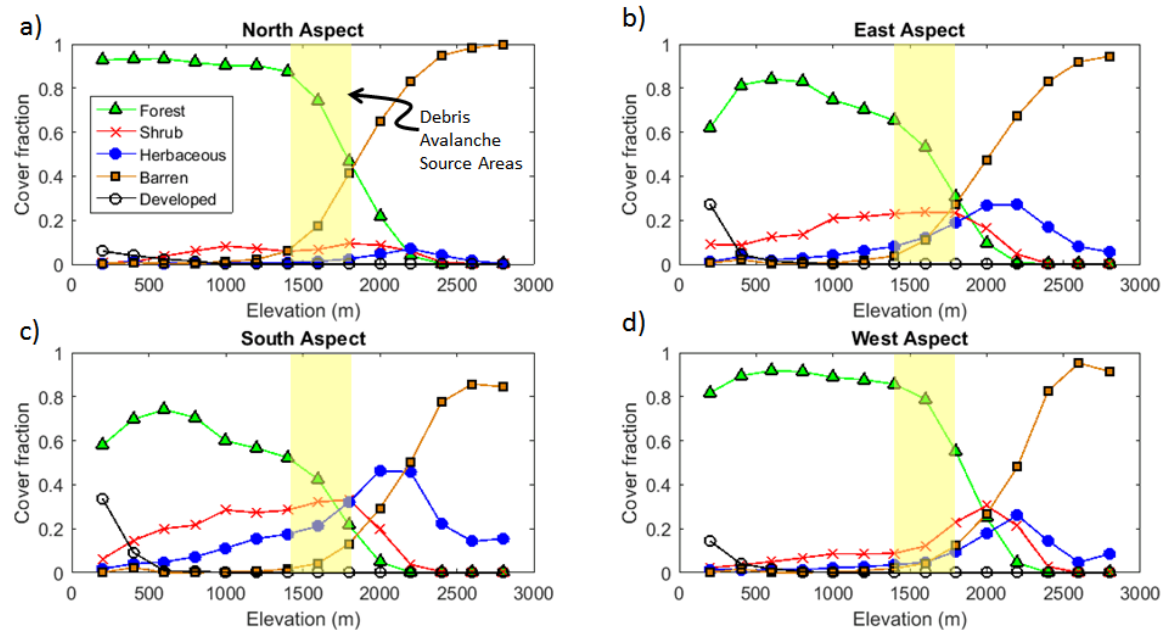 a)
North Aspect
Cover fraction
1
0.8
0.6
0.4
0.2
0
Forest
Shrub
Herbaceous
Barren
Developed
Debris
Avalanche
Source Areas
0 500 1000 1500 2000 2500 3000
Elevation (m)
b)
East Aspect
Cover fraction
1
0.8
0.6
0.4
0.2
0
0 500 1000 1500 2000 2500 3000
Elevation (m)
c)
South Aspect
Cover fraction
1
0.8
0.6
0.4
0.2
0
0 500 1000 1500 2000 2500 3000
Elevation (m)
d)
West Aspect
Cover fraction
1
0.8
0.6
0.4
0.2
0
0 500 1000 1500 2000 2500 3000
Elevation (m)